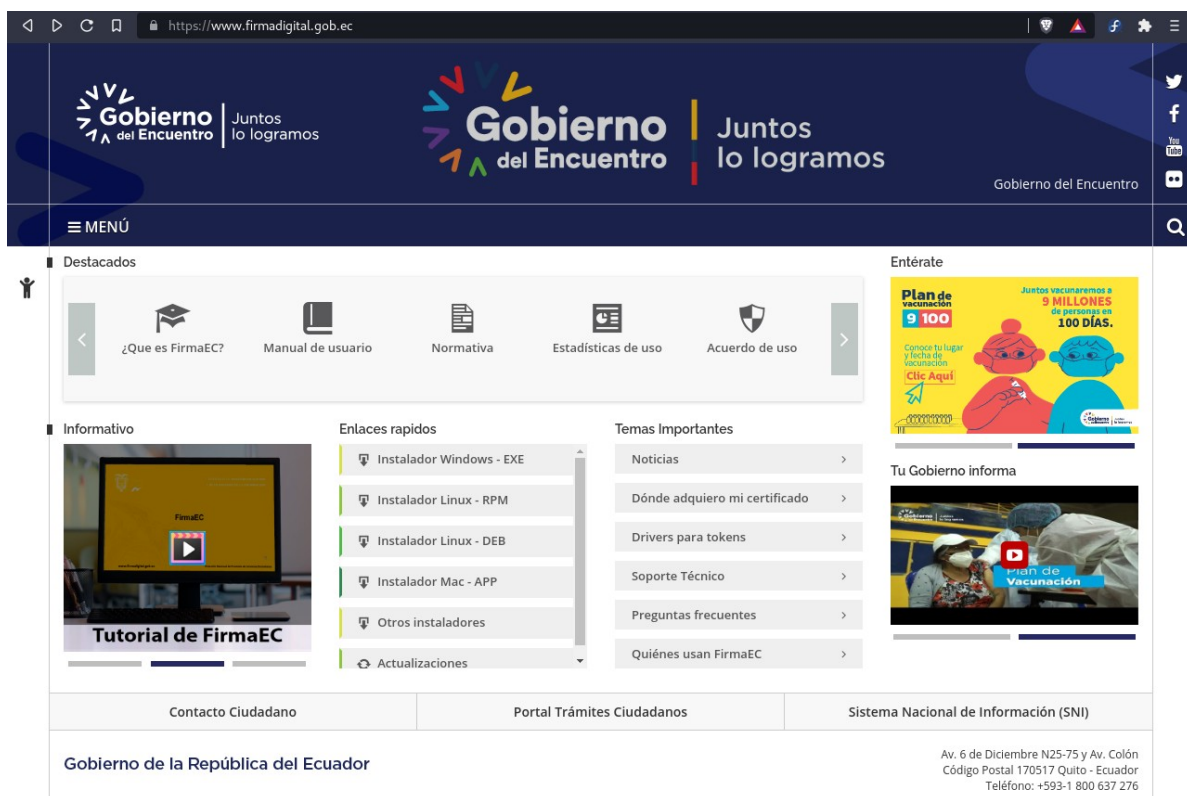 https://www.firmadigital.gob.ec
Gobierno
del Encuentro
Juntos
lo logramos
Gobierno
del Encuentro
Juntos
lo logramos
You
Tube
Gobierno del Encuentro
MENÚ
Destacados
¿Que es FirmaEC?
Manual de usuario
Normativa
Estadísticas de uso
Acuerdo de uso
Entérate
Plan de
vacunación
9 100
Juntos vacunaremos a
9 MILLONES
de personas en
100 DÍAS.
Conoce tu lugar
y fecha de
vacunación
Clic Aquí
Informativo
FirmaEC
Tutorial de FirmaEC
Enlaces rapidos
Instalador Windows - EXE
Instalador Linux - RPM
Instalador Linux - DEB
Instalador Mac - APP
Otros instaladores
Actualizaciones
Temas Importantes
Noticias
Dónde adquiero mi certificado
Drivers para tokens
Soporte Técnico
Preguntas frecuentes
Quiénes usan FirmaEC
Tu Gobierno informa
Plan de
Vacunación
Contacto Ciudadano
Portal Trámites Ciudadanos
Sistema Nacional de Información (SNI)
Gobierno de la República del Ecuador
Av. 6 de Diciembre N25-75 y Av. Colón
Código Postal 170517 Quito - Ecuador
Teléfono: +593-1 800 637 276